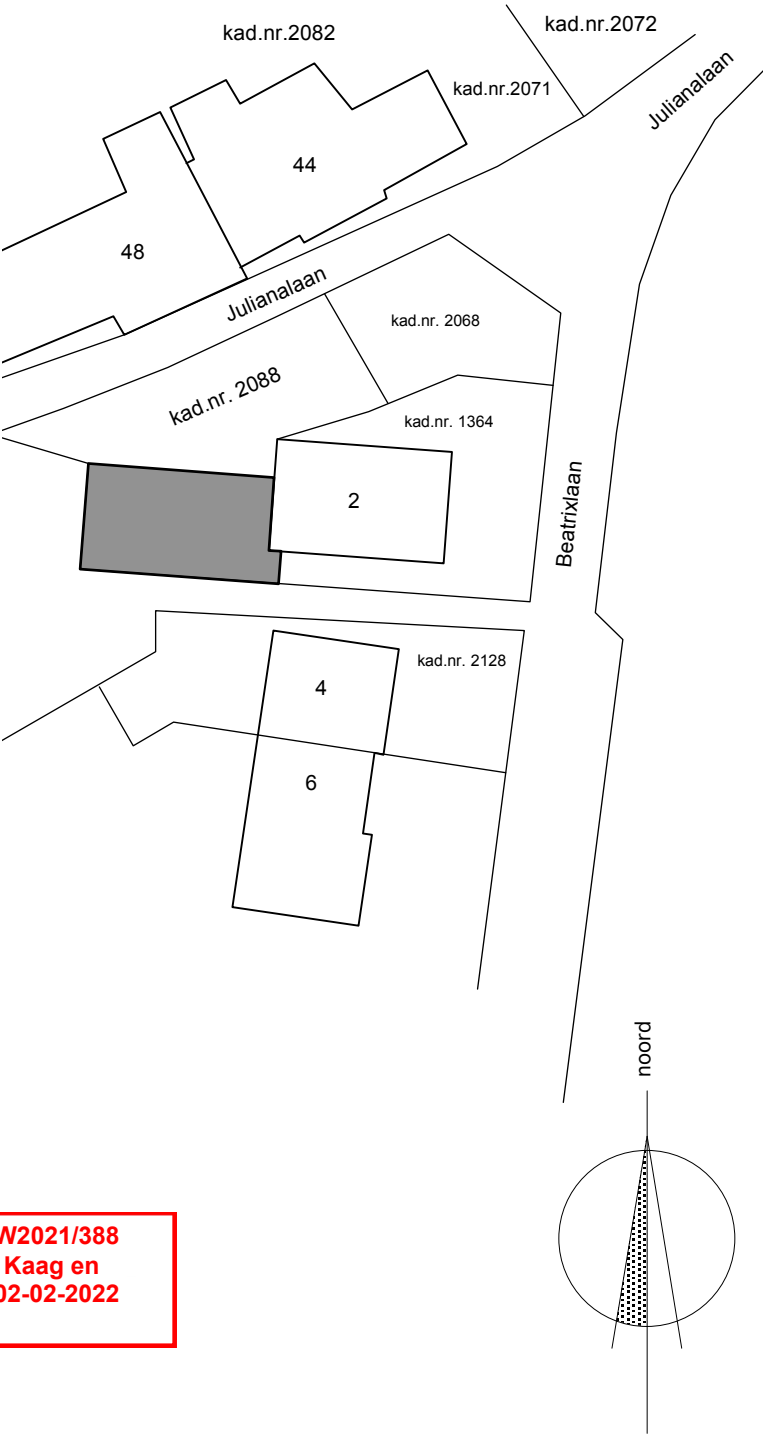 kad.nr.2082
kad.nr.2072
kad.nr.2071
Julianalaan
44
48
Julianalaan
kad.nr. 2068
kad.nr. 2088
kad.nr. 1364
2
Beatrixlaan
kad.nr. 2128
4
6
noord
W2021/388
Kaag en
02-02-2022